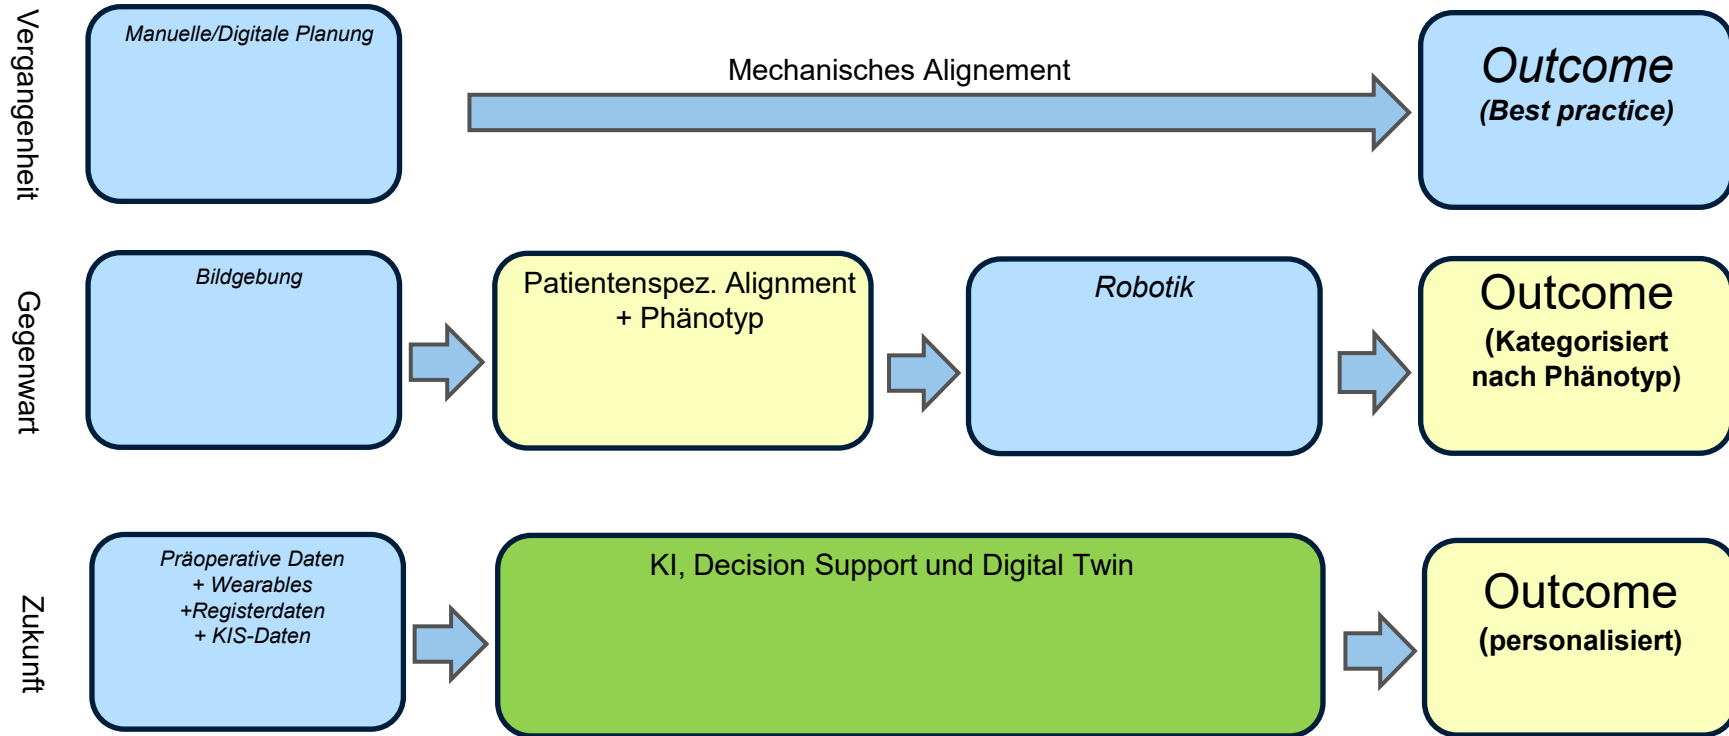 Vergangenheit
Manuelle/Digitale Planung
Mechanisches Alignement
Outcome
(Best practice)
Gegenwart
Bildgebung
Patientenspez. Alignment
+ Phänotyp
Robotik
Outcome
(Kategorisiert
nach Phänotyp)
Zukunft
Präoperative Daten
+ Wearables
+Registerdaten
+ KIS-Daten
KI, Decision Support und Digital Twin
Outcome
(personalisiert)